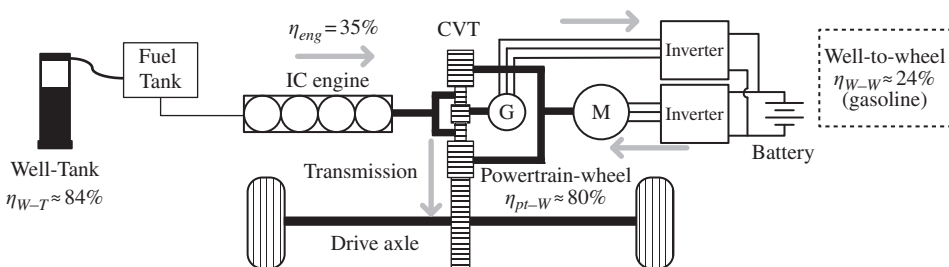 η_eng = 35%
CVT
Fuel
Tank
IC engine
Inverter
Well-to-wheel
η_W–W ≈ 24%
(gasoline)
G
M
Inverter
Battery
Well-Tank
η_W–T ≈ 84%
Transmission
Powertrain-wheel
η_pt–W ≈ 80%
Drive axle